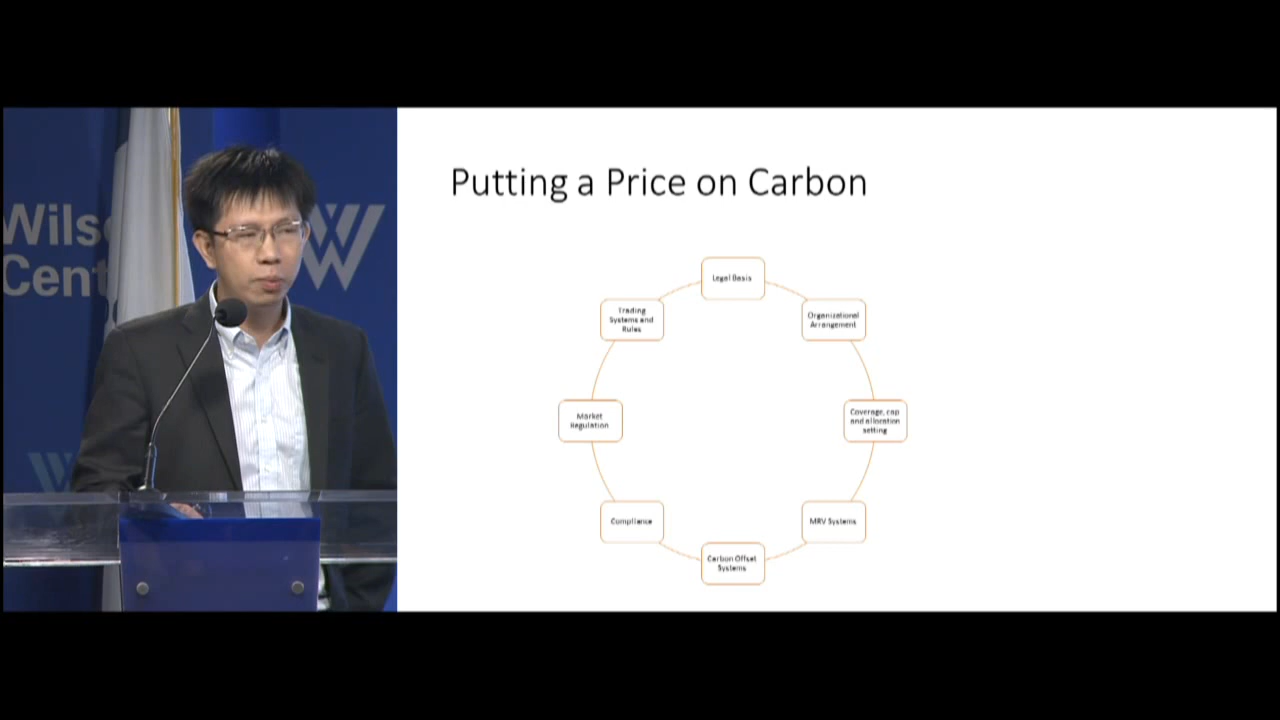 Wils
Cent
Putting a Price on Carbon
Legal Basis
Organizational
Arrangement
Coverage, cap
and allocation
setting
MRV Systems
Carbon Offset
Systems
Compliance
Market
Regulation
Trading
Systems and
Rules